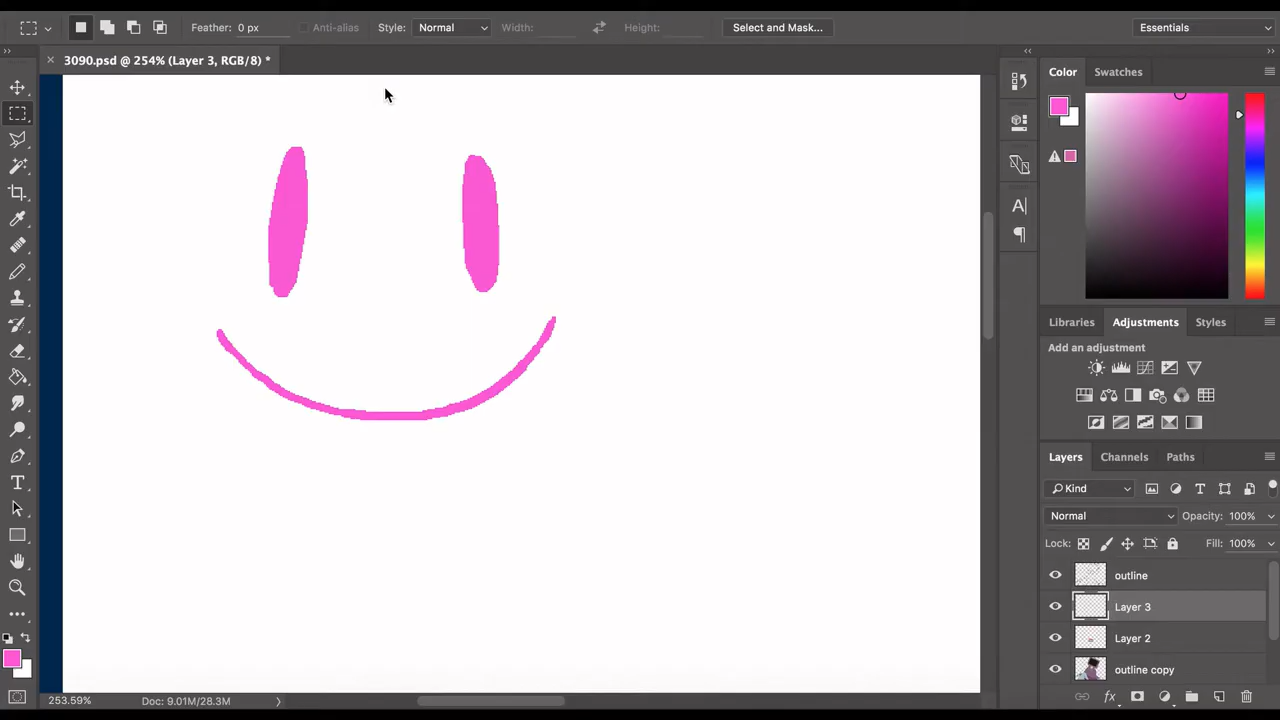 Feather: 0 px Anti-alias Style: Normal Width: Height: Select and Mask... Essentials
3090.psd @ 254% (Layer 3, RGB/8) *
Color Swatches
A|
Libraries Adjustments Styles
Add an adjustment
Layers Channels Paths
Kind
T
Normal Opacity: 100%
Lock: Fill: 100%
outline
Layer 3
Layer 2
outline copy
fx
253.59% Doc: 9.01M/28.3M